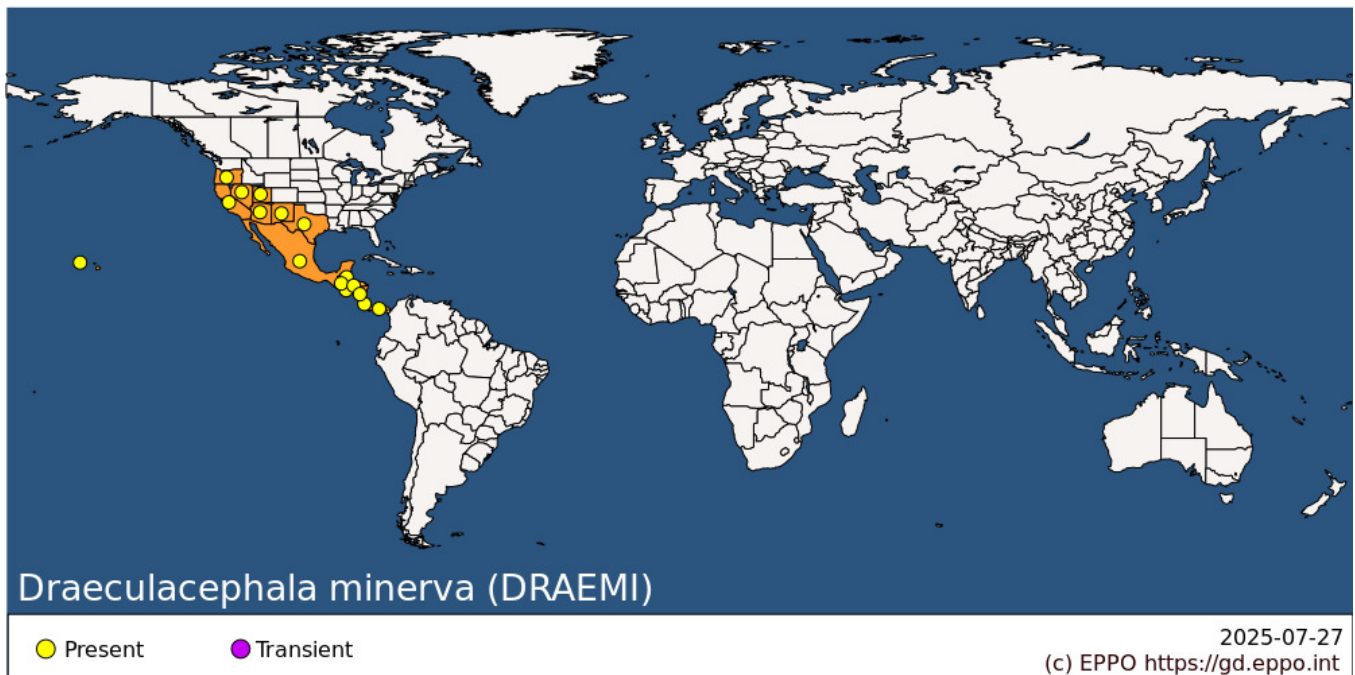 Draeculacephala minerva (DRAEMI)
Present
Transient
2025-07-27
(c) EPPO https://gd.eppo.int